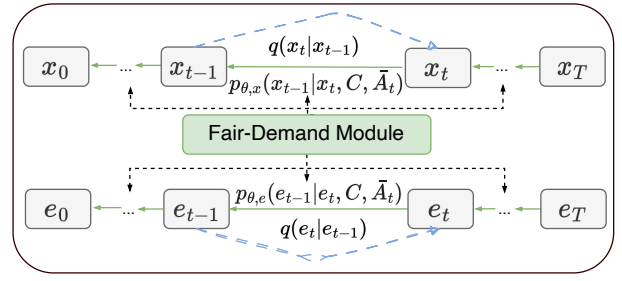 q(x_t|x_{t-1})
x_0 ... x_{t-1} x_t ... x_T
p_{θ,x}(x_{t-1}|x_t, C, Ā_t)
Fair-Demand Module
p_{θ,e}(e_{t-1}|e_t, C, Ā_t)
e_0 ... e_{t-1} e_t ... e_T
q(e_t|e_{t-1})